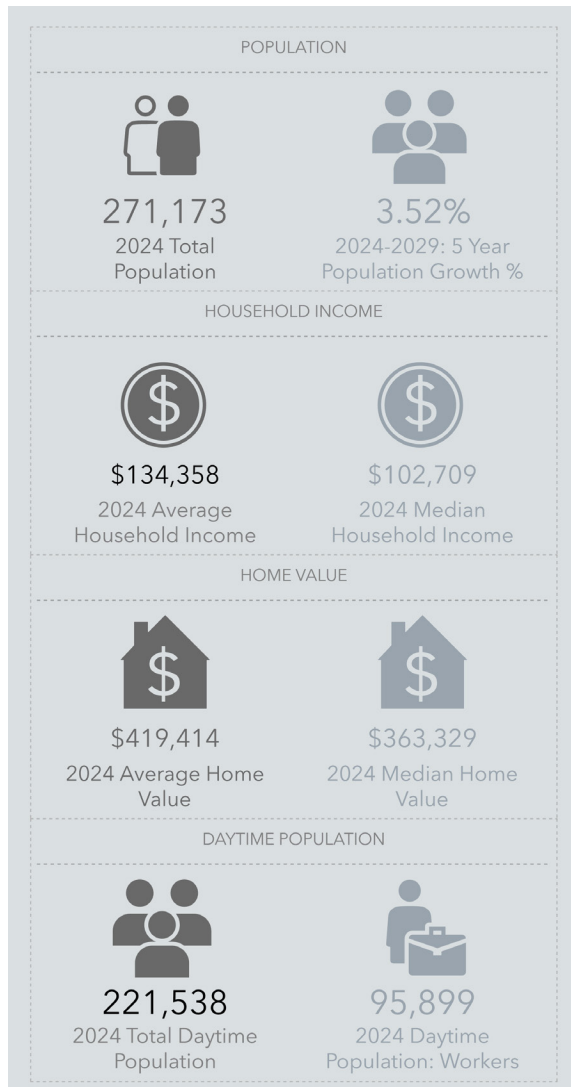 POPULATION
271,173
2024 Total
Population
3.52%
2024-2029: 5 Year
Population Growth %
HOUSEHOLD INCOME
$
$134,358
2024 Average
Household Income
$
$102,709
2024 Median
Household Income
HOME VALUE
$
$419,414
2024 Average Home
Value
$
$363,329
2024 Median Home
Value
DAYTIME POPULATION
221,538
2024 Total Daytime
Population
95,899
2024 Daytime
Population: Workers